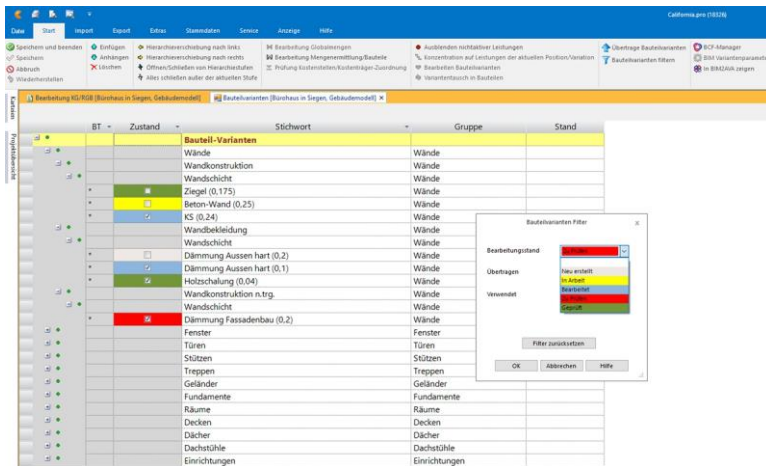 California.pro (10326)
Datei Start Import Export Extras Stammdaten Service Anzeige Hilfe
Speichern und beenden
Speichern
Abbruch
Wiederherstellen
Einfügen
Anhängen
Löschen
Hierarchieverschiebung nach links
Hierarchieverschiebung nach rechts
Öffnen/Schließen von Hierarchiestufen
Alles schließen außer der aktuellen Stufe
Bearbeitung Globalmengen
Bearbeitung Mengenermittlung/Bauteile
Prüfung Kostenstellen/Kostenträger-Zuordnung
Ausblenden nichtaktiver Leistungen
Konzentration auf Leistungen der aktuellen Position/Variation
Bearbeiten Bauteilvarianten
Variantentausch in Bauteilen
Übertrage Bauteilvarianten
Bauteilvarianten filtern
BCF-Manager
BIM Variantenparamete
In BIM2AVA zeigen
Kartaien
Projektübersicht
Bearbeitung KG/RGB [Bürohaus in Siegen, Gebäudemodell]
Bauteilvarianten [Bürohaus in Siegen, Gebäudemodell] ×
BT Zustand Stichwort Gruppe Stand
Bauteil-Varianten
Wände Wände
Wandkonstruktion Wände
Wandschicht Wände
* Ziegel (0,175) Wände
* Beton-Wand (0,25) Wände
* KS (0,24) Wände
Wandbekleidung Wände
Wandschicht Wände
* Dämmung Aussen hart (0,2) Wände
* Dämmung Aussen hart (0,1) Wände
* Holzschalung (0,04) Wände
Wandkonstruktion n.trg. Wände
Wandschicht Wände
* Dämmung Fassadenbau (0,2) Wände
Fenster Fenster
Türen Türen
Stützen Stützen
Treppen Treppen
Geländer Geländer
Fundamente Fundamente
Räume Räume
Decken Decken
Dächer Dächer
Dachstühle Dachstühle
Einrichtungen Einrichtungen
Bauteilvarianten Filter ×
Bearbeitungsstand Zu Prüfen
Übertragen
Verwendet
Neu erstellt
In Arbeit
Bearbeitet
Zu Prüfen
Geprüft
Filter zurücksetzen
OK Abbrechen Hilfe